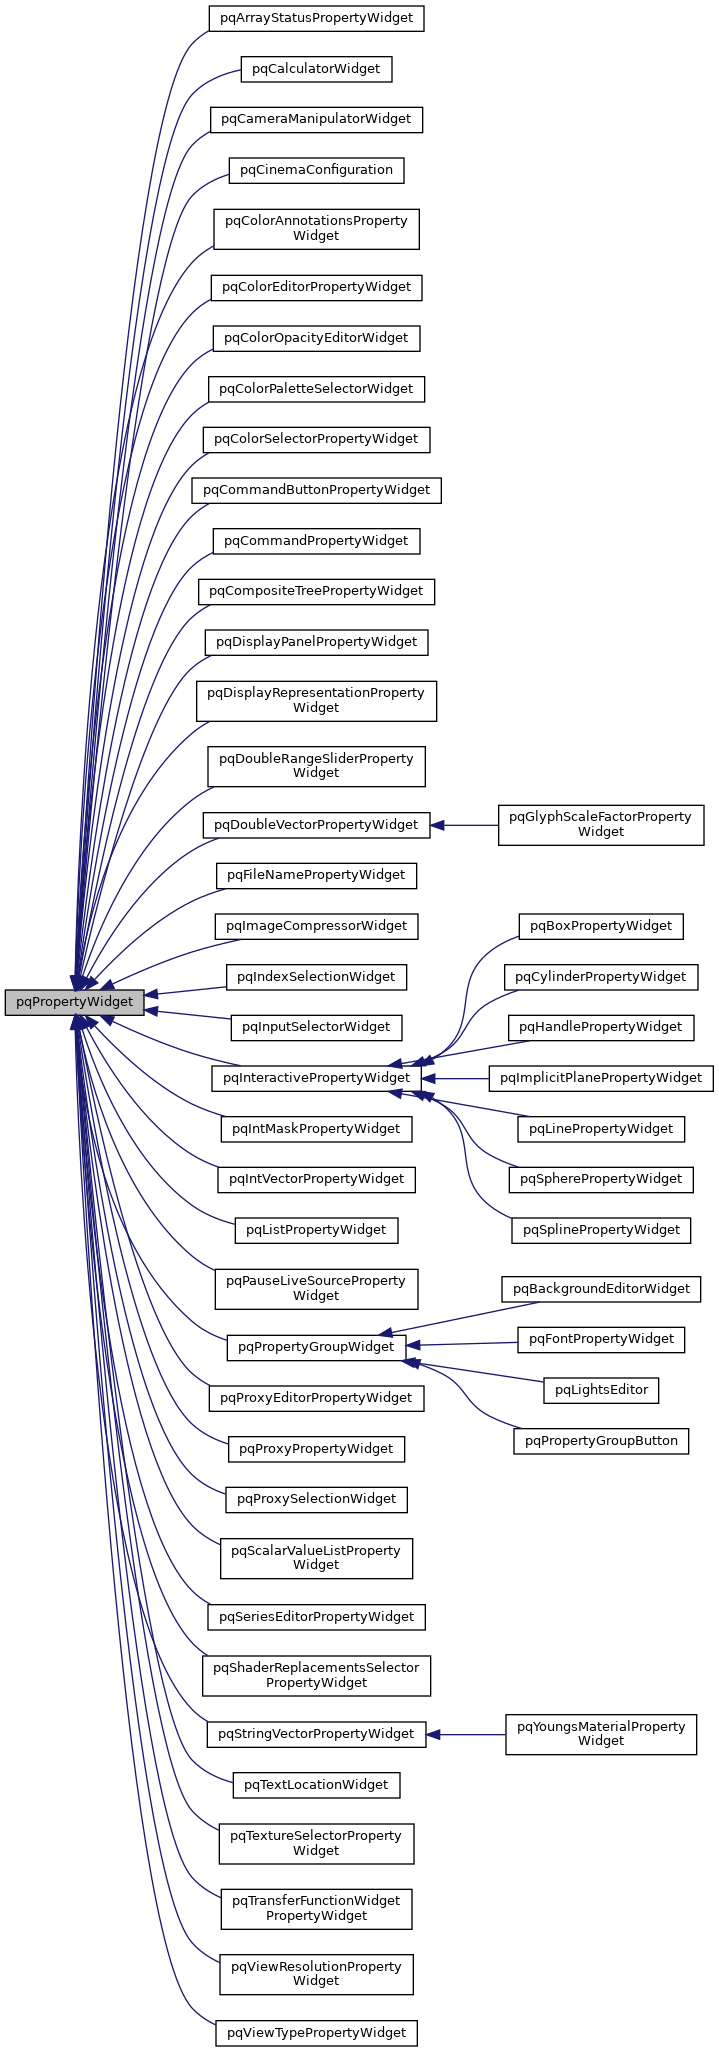 pqArrayStatusPropertyWidget
pqCalculatorWidget
pqCameraManipulatorWidget
pqCinemaConfiguration
pqColorAnnotationsProperty
Widget
pqColorEditorPropertyWidget
pqColorOpacityEditorWidget
pqColorPaletteSelectorWidget
pqColorSelectorPropertyWidget
pqCommandButtonPropertyWidget
pqCommandPropertyWidget
pqCompositeTreePropertyWidget
pqDisplayPanelPropertyWidget
pqDisplayRepresentationProperty
Widget
pqDoubleRangeSliderProperty
Widget
pqDoubleVectorPropertyWidget
pqGlyphScaleFactorProperty
Widget
pqFileNamePropertyWidget
pqImageCompressorWidget
pqIndexSelectionWidget
pqPropertyWidget
pqInputSelectorWidget
pqInteractivePropertyWidget
pqBoxPropertyWidget
pqCylinderPropertyWidget
pqHandlePropertyWidget
pqImplicitPlanePropertyWidget
pqLinePropertyWidget
pqSpherePropertyWidget
pqSplinePropertyWidget
pqIntMaskPropertyWidget
pqIntVectorPropertyWidget
pqListPropertyWidget
pqPauseLiveSourceProperty
Widget
pqPropertyGroupWidget
pqBackgroundEditorWidget
pqFontPropertyWidget
pqLightsEditor
pqPropertyGroupButton
pqProxyEditorPropertyWidget
pqProxyPropertyWidget
pqProxySelectionWidget
pqScalarValueListProperty
Widget
pqSeriesEditorPropertyWidget
pqShaderReplacementsSelector
PropertyWidget
pqStringVectorPropertyWidget
pqYoungsMaterialProperty
Widget
pqTextLocationWidget
pqTextureSelectorProperty
Widget
pqTransferFunctionWidget
PropertyWidget
pqViewResolutionProperty
Widget
pqViewTypePropertyWidget